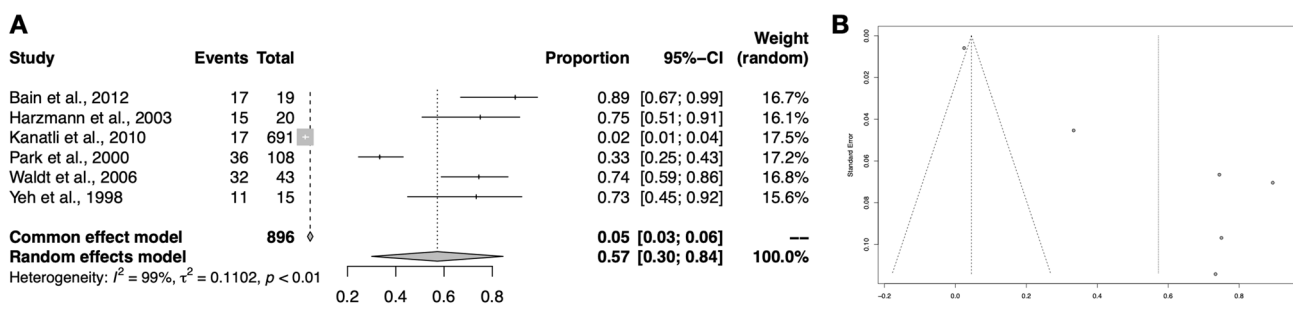 A
B
Weight
Study Events Total Proportion 95%−CI (random)
Bain et al., 2012 17 19 0.89 [0.67; 0.99] 16.7%
Harzmann et al., 2003 15 20 0.75 [0.51; 0.91] 16.1%
Kanatli et al., 2010 17 691 0.02 [0.01; 0.04] 17.5%
Park et al., 2000 36 108 0.33 [0.25; 0.43] 17.2%
Waldt et al., 2006 32 43 0.74 [0.59; 0.86] 16.8%
Yeh et al., 1998 11 15 0.73 [0.45; 0.92] 15.6%
Common effect model 896 0.05 [0.03; 0.06] −−
Random effects model 0.57 [0.30; 0.84] 100.0%
Heterogeneity: I² = 99%, τ² = 0.1102, p < 0.01
0.2 0.4 0.6 0.8
Standard Error
0.00
0.02
0.04
0.06
0.08
0.10
−0.2 0.0 0.2 0.4 0.6 0.8